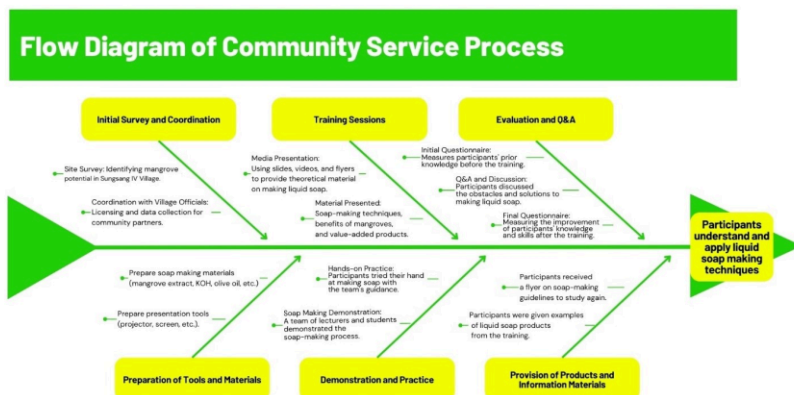 Flow Diagram of Community Service Process
Initial Survey and Coordination
Training Sessions
Evaluation and Q&A
Site Survey: Identifying mangrove
potential in Sungsang IV Village.
Coordination with Village Officials:
Licensing and data collection for
community partners.
Media Presentation:
Using slides, videos, and flyers
to provide theoretical material
on making liquid soap.
Material Presented:
Soap-making techniques,
benefits of mangroves,
and value-added products.
Initial Questionnaire:
Measures participants' prior
knowledge before the training.
Q&A and Discussion:
Participants discussed
the obstacles and solutions to
making liquid soap.
Final Questionnaire:
Measuring the improvement
of participants' knowledge
and skills after the training.
Participants
understand and
apply liquid
soap making
techniques
Prepare soap making materials
(mangrove extract, KOH, olive oil, etc.)
Prepare presentation tools
(projector, screen, etc.).
Hands-on Practice:
Participants tried their hand
at making soap with
the team's guidance.
Soap Making Demonstration:
A team of lecturers and students
demonstrated the
soap-making process.
Participants received
a flyer on soap-making
guidelines to study again.
Participants were given examples
of liquid soap products
from the training.
Preparation of Tools and Materials
Demonstration and Practice
Provision of Products and
Information Materials